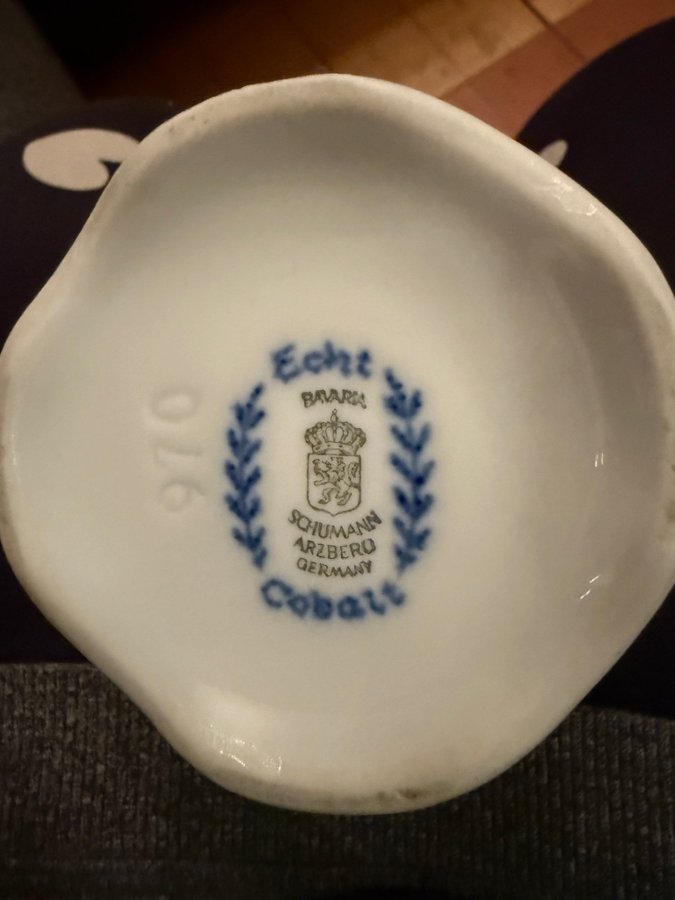 Echt
BAVARIA
SCHUMANN
ARZBERG
GERMANY
Cobalt
970